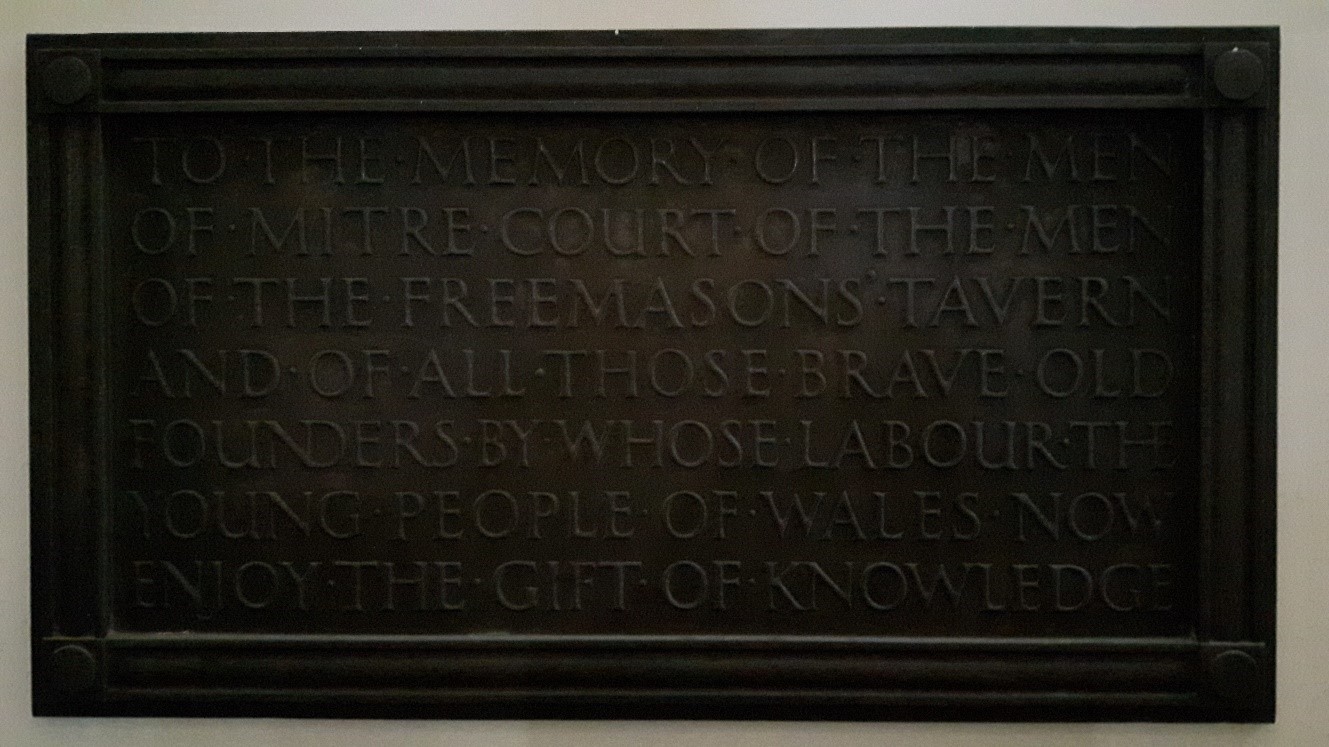 TO·THE·MEMORY·OF·THE·MEN
OF·MITRE·COURT·OF·THE·MEN
OF·THE·FREEMASONS'·TAVERN
AND·OF·ALL·THOSE·BRAVE·OLD
FOUNDERS·BY·WHOSE·LABOUR·THE
YOUNG·PEOPLE·OF·WALES·NOW
ENJOY·THE·GIFT·OF·KNOWLEDGE